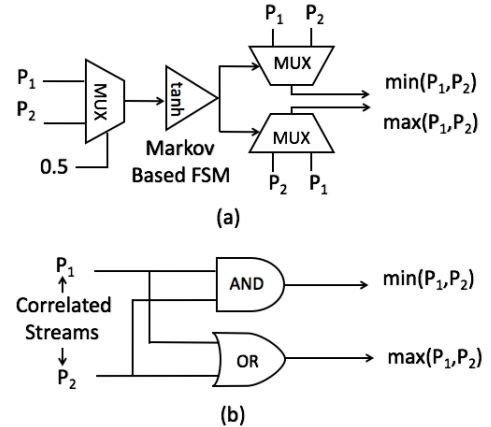 P₁ P₂
MUX
P₁
P₂
MUX
tanh
0.5
Markov
Based FSM
min(P₁,P₂)
max(P₁,P₂)
MUX
P₂ P₁
(a)
P₁
Correlated
Streams
P₂
AND
min(P₁,P₂)
OR
max(P₁,P₂)
(b)